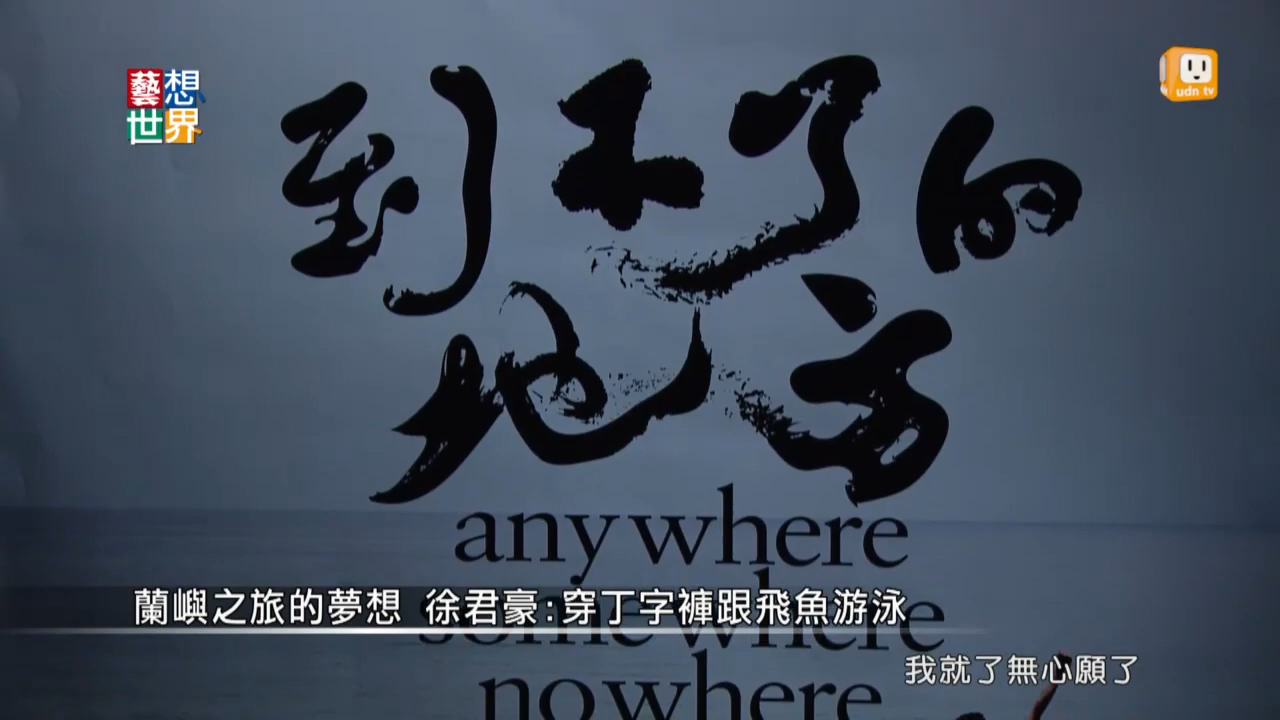 藝想
世界
udn tv
到不了的
地方
anywhere
somewhere
nowhere
蘭嶼之旅的夢想 徐君豪:穿丁字褲跟飛魚游泳
我就了無心願了